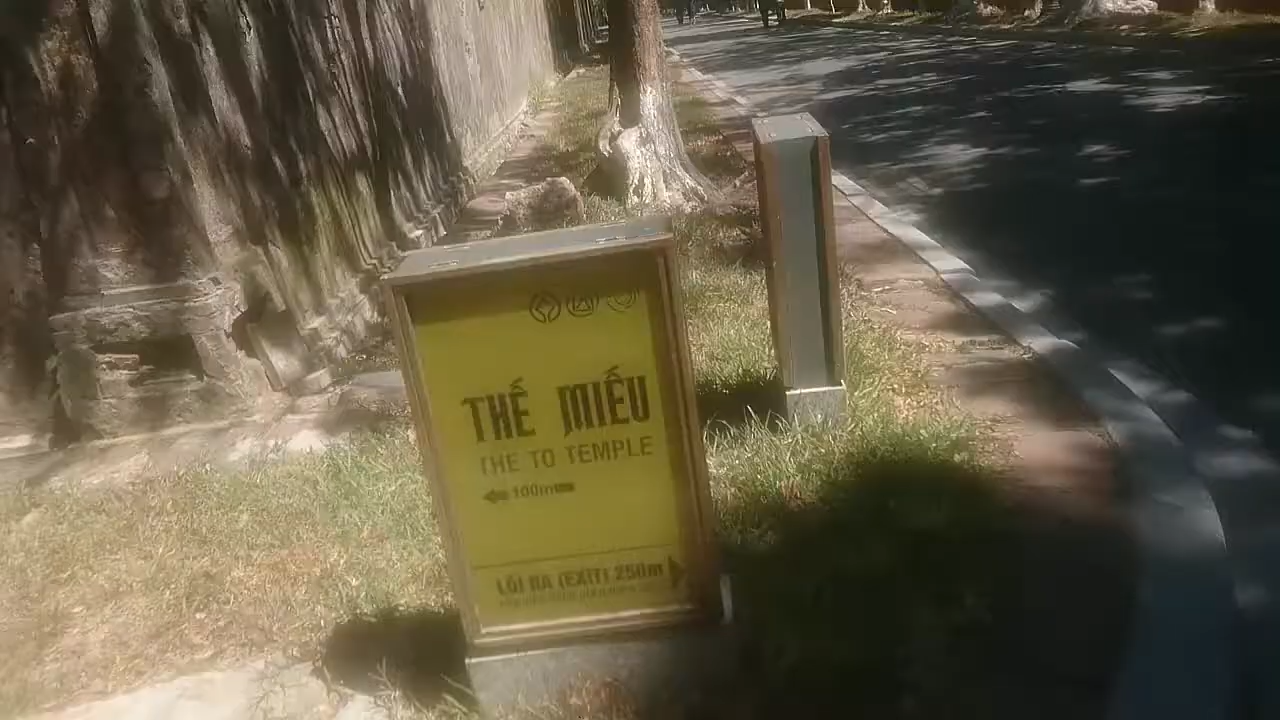 THẾ MIẾU
THE TO TEMPLE
100m
LỐI RA (EXIT) 250m